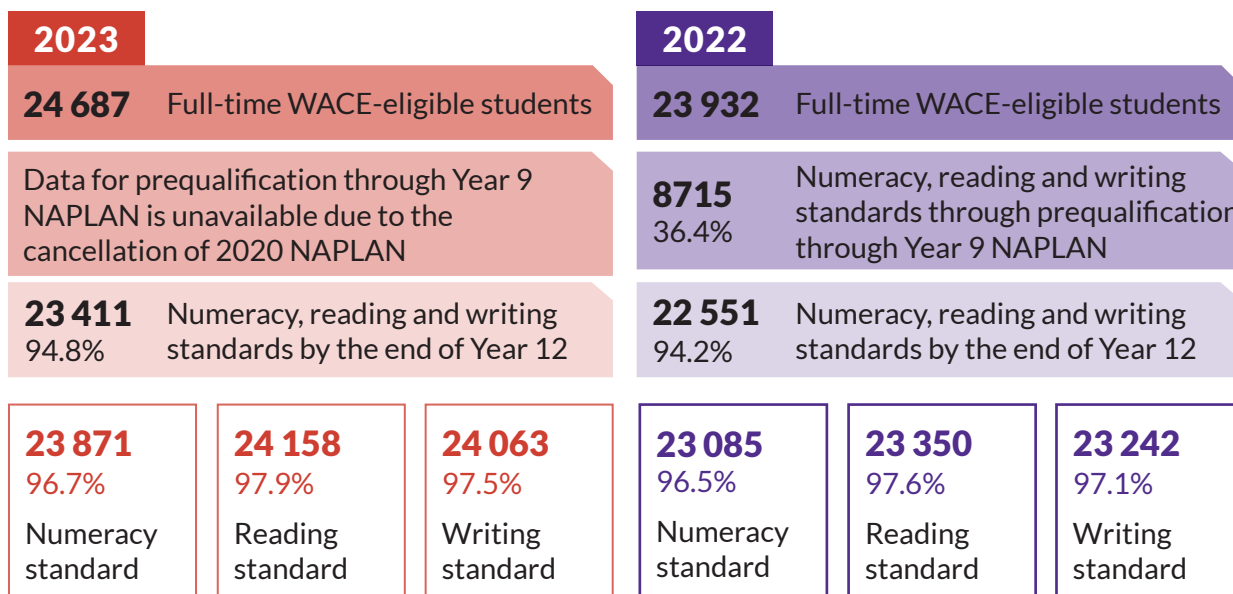 2023
24 687 Full-time WACE-eligible students
Data for prequalification through Year 9
NAPLAN is unavailable due to the
cancellation of 2020 NAPLAN
23 411
94.8%
Numeracy, reading and writing
standards by the end of Year 12
23 871
96.7%
Numeracy
standard
24 158
97.9%
Reading
standard
24 063
97.5%
Writing
standard
2022
23 932 Full-time WACE-eligible students
8715
36.4%
Numeracy, reading and writing
standards through prequalification
through Year 9 NAPLAN
22 551
94.2%
Numeracy, reading and writing
standards by the end of Year 12
23 085
96.5%
Numeracy
standard
23 350
97.6%
Reading
standard
23 242
97.1%
Writing
standard